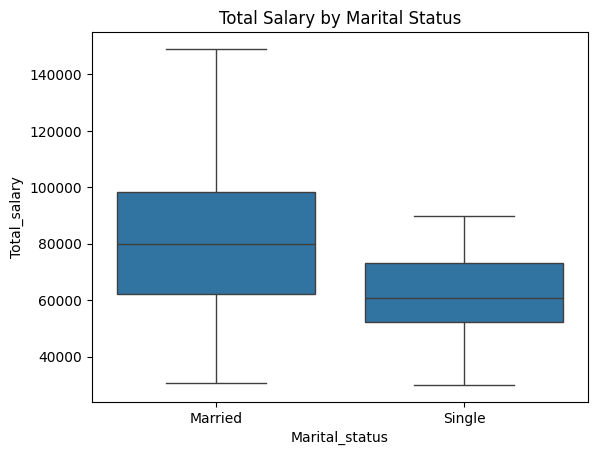 Total Salary by Marital Status
140000
120000
100000
80000
60000
40000
Total_salary
Married
Single
Marital_status